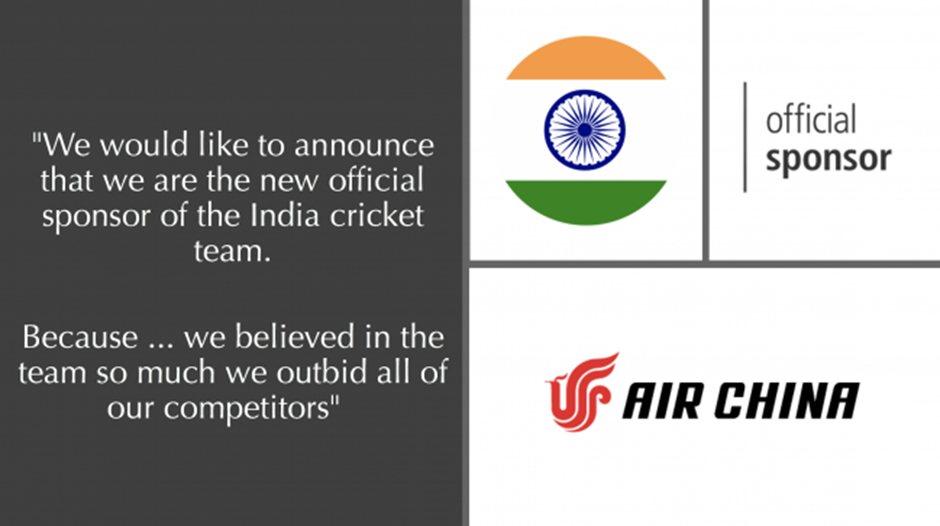 "We would like to announce
that we are the new official
sponsor of the India cricket
team.
Because ... we believed in the
team so much we outbid all of
our competitors"
official
sponsor
AIR CHINA